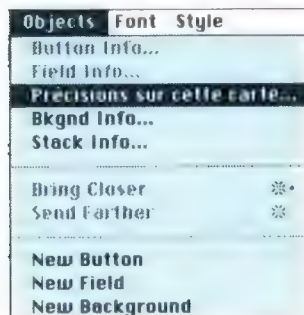 Objects Font Style
Button Info...
Field Info...
Précisions sur cette carte...
Bkgnd Info...
Stack Info...
Bring Closer
Send Farther
New Button
New Field
New Background